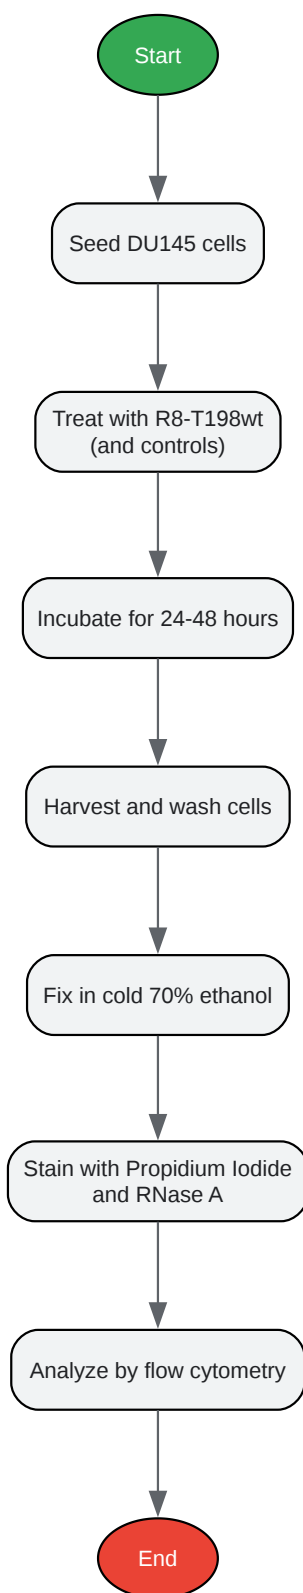 Start
Seed DU145 cells
Treat with R8-T198wt
(and controls)
Incubate for 24-48 hours
Harvest and wash cells
Fix in cold 70% ethanol
Stain with Propidium Iodide
and RNase A
Analyze by flow cytometry
End